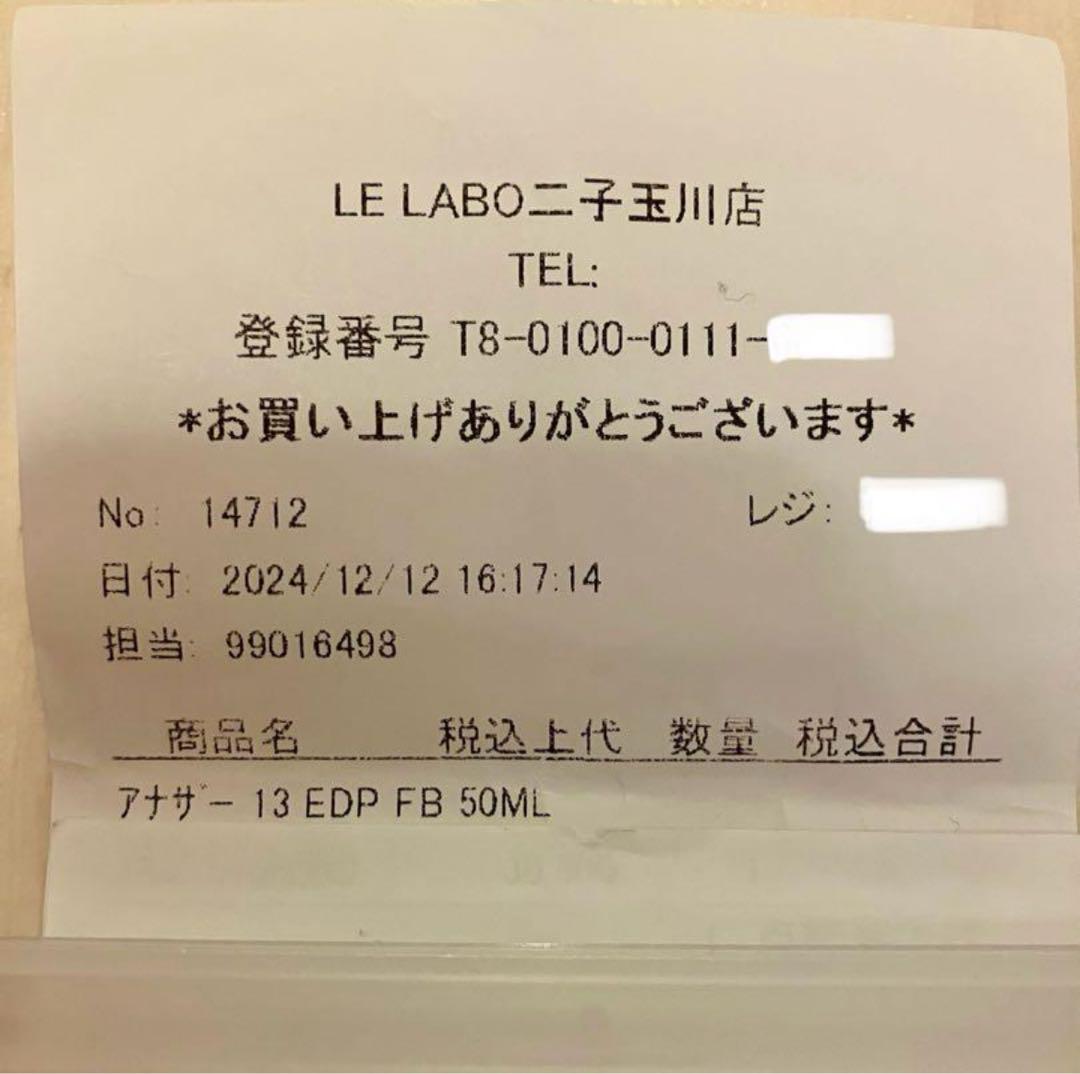 LE LABO二子玉川店
TEL:
登録番号 T8-0100-0111-
*お買い上げありがとうございます*
No: 14712 レジ:
日付: 2024/12/12 16:17:14
担当: 99016498
商品名 税込上代 数量 税込合計
アナザー 13 EDP FB 50ML